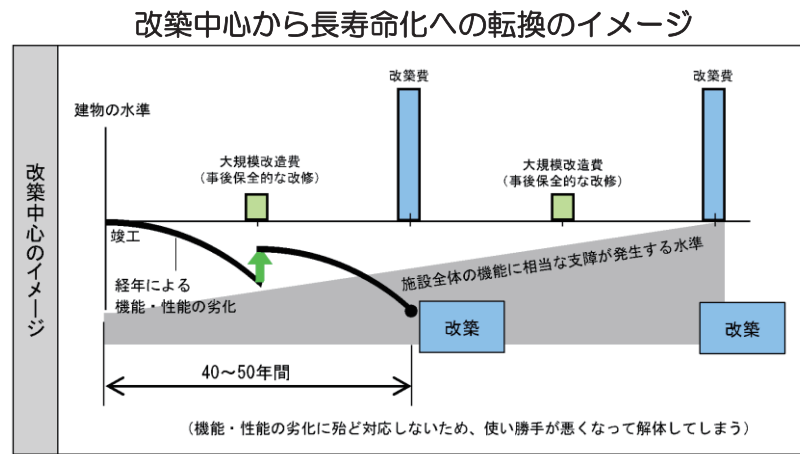 改築中心から長寿命化への転換のイメージ
改築中心のイメージ
建物の水準
改築費
改築費
大規模改造費
（事後保全的な改修）
大規模改造費
（事後保全的な改修）
竣工
経年による
機能・性能の劣化
施設全体の機能に相当な支障が発生する水準
改築
改築
40～50年間
（機能・性能の劣化に殆ど対応しないため、使い勝手が悪くなって解体してしまう）